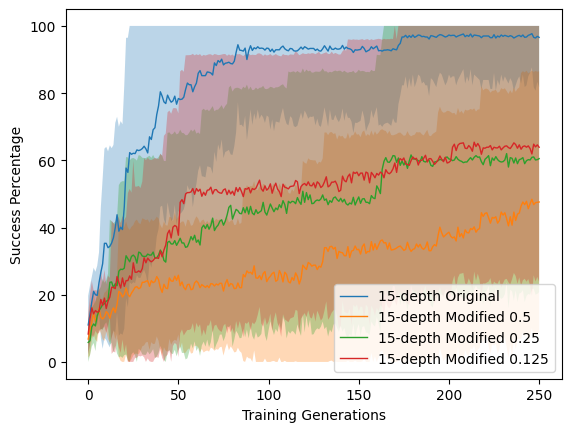 100
80
60
40
20
0
Success Percentage
15-depth Original
15-depth Modified 0.5
15-depth Modified 0.25
15-depth Modified 0.125
0 50 100 150 200 250
Training Generations